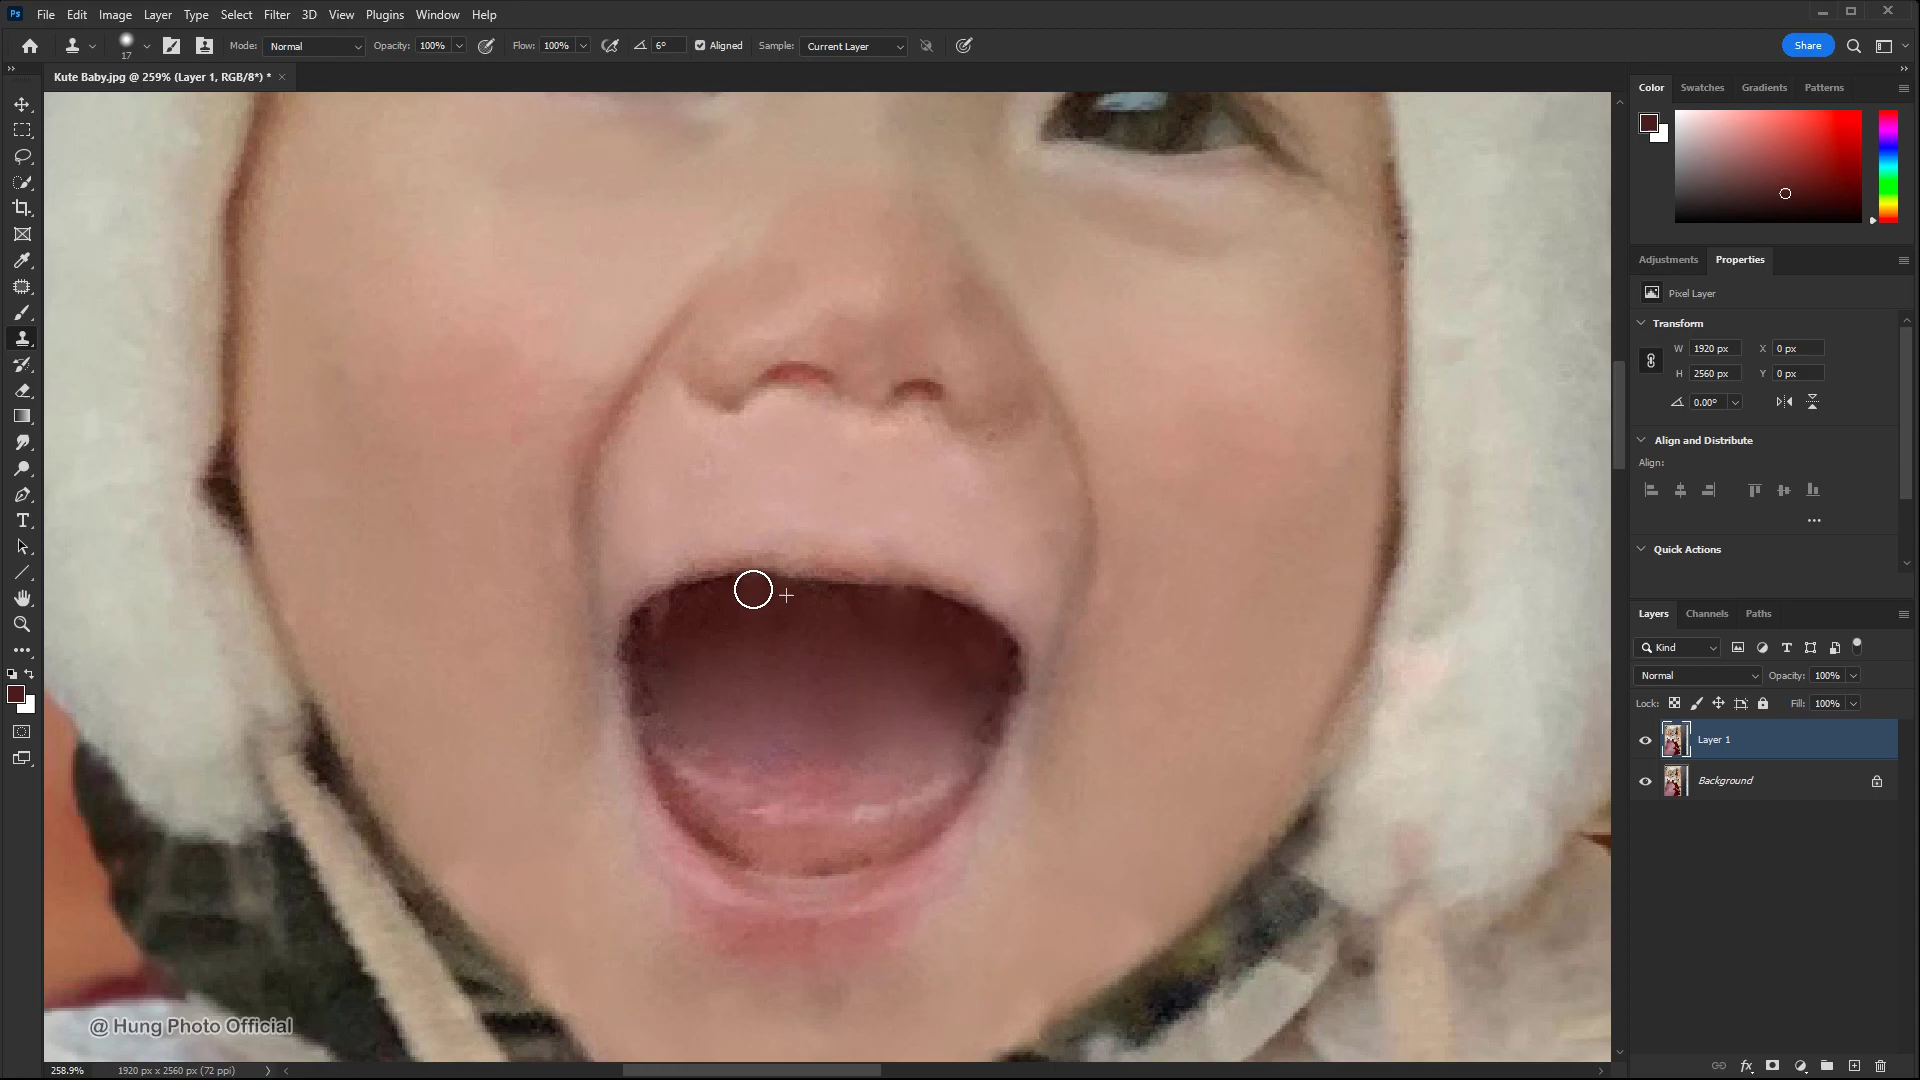 Ps File Edit Image Layer Type Select Filter 3D View Plugins Window Help
17 Mode: Normal Opacity: 100% Flow: 100% 6° Aligned Sample: Current Layer Share
Kute Baby.jpg @ 259% (Layer 1, RGB/8*) *
Color Swatches Gradients Patterns
Adjustments Properties
Pixel Layer
Transform
W 1920 px X 0 px
H 2560 px Y 0 px
0.00°
Align and Distribute
Align:
Quick Actions
Layers Channels Paths
Kind
Normal Opacity: 100%
Lock: Fill: 100%
Layer 1
Background
@ Hung Photo Official
258.9% 1920 px x 2560 px (72 ppi)